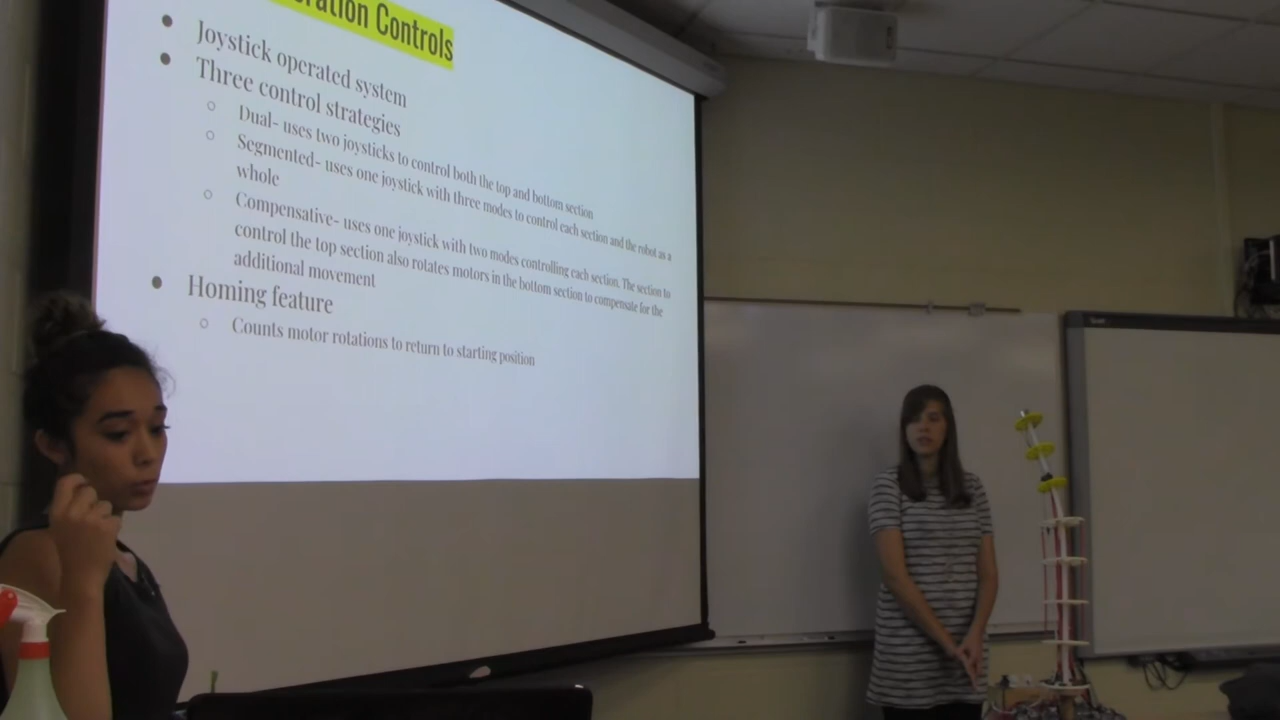 Controls
Joystick operated system
Three control strategies
Dual- uses two joysticks to control both the top and bottom section
Segmented- uses one joystick with three modes to control each section and the robot as a
whole
Compensative- uses one joystick with two modes controlling each section. The section to
control the top section also rotates motors in the bottom section to compensate for the
additional movement
Homing feature
Counts motor rotations to return to starting position